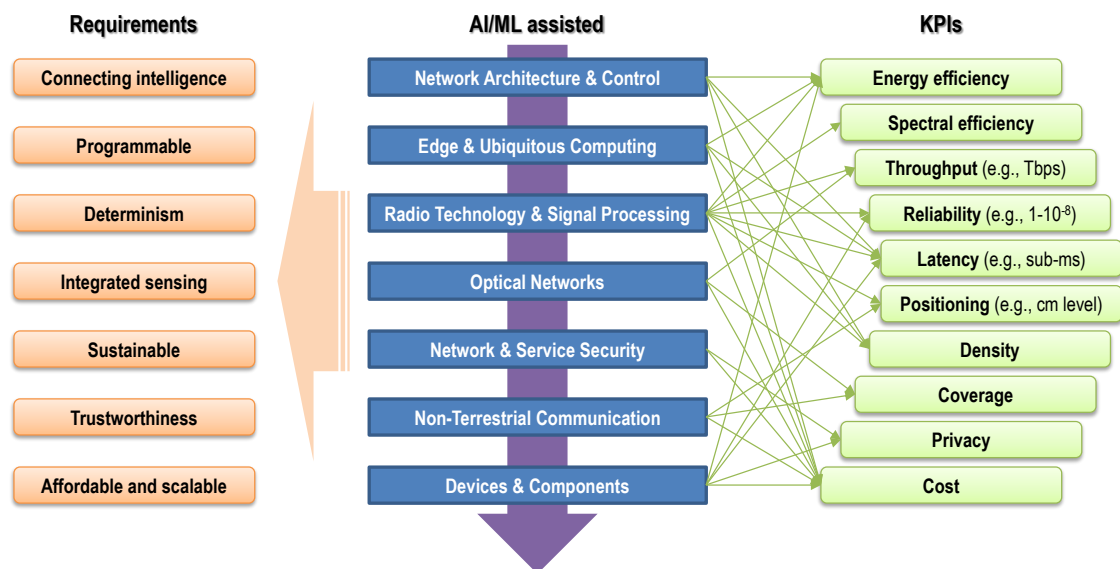 Requirements
AI/ML assisted
KPIs
Connecting intelligence
Programmable
Determinism
Integrated sensing
Sustainable
Trustworthiness
Affordable and scalable
Network Architecture & Control
Edge & Ubiquitous Computing
Radio Technology & Signal Processing
Optical Networks
Network & Service Security
Non-Terrestrial Communication
Devices & Components
Energy efficiency
Spectral efficiency
Throughput (e.g., Tbps)
Reliability (e.g., 1-10⁻⁸)
Latency (e.g., sub-ms)
Positioning (e.g., cm level)
Density
Coverage
Privacy
Cost